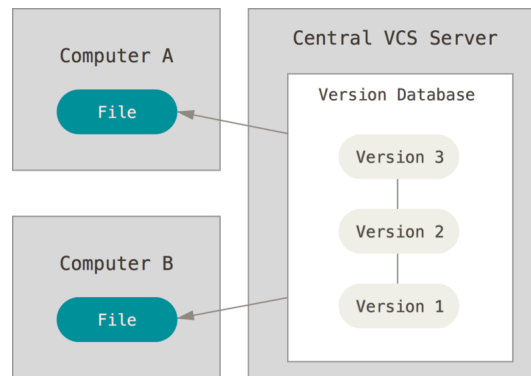 Computer A
File
Computer B
File
Central VCS Server
Version Database
Version 3
Version 2
Version 1